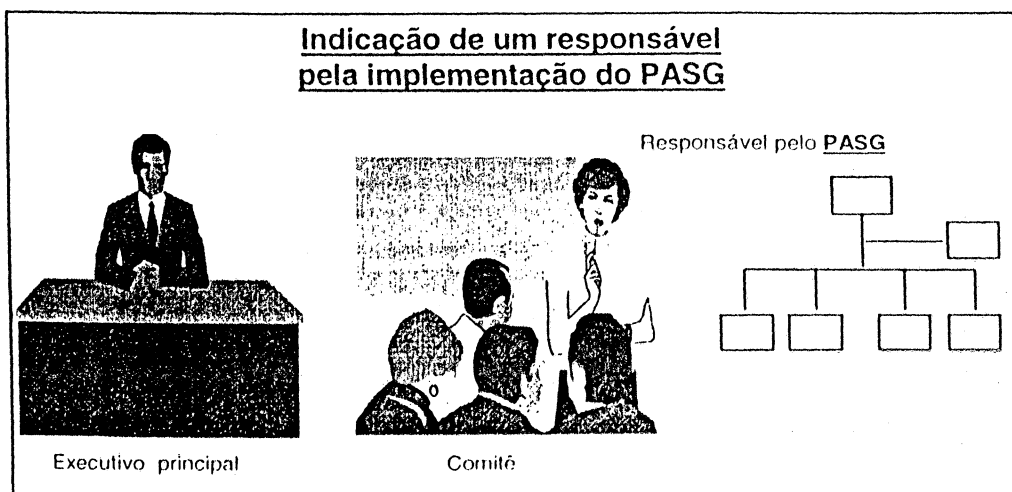 Indicação de um responsável
pela implementação do PASG
Responsável pelo PASG
Executivo principal
Comitê